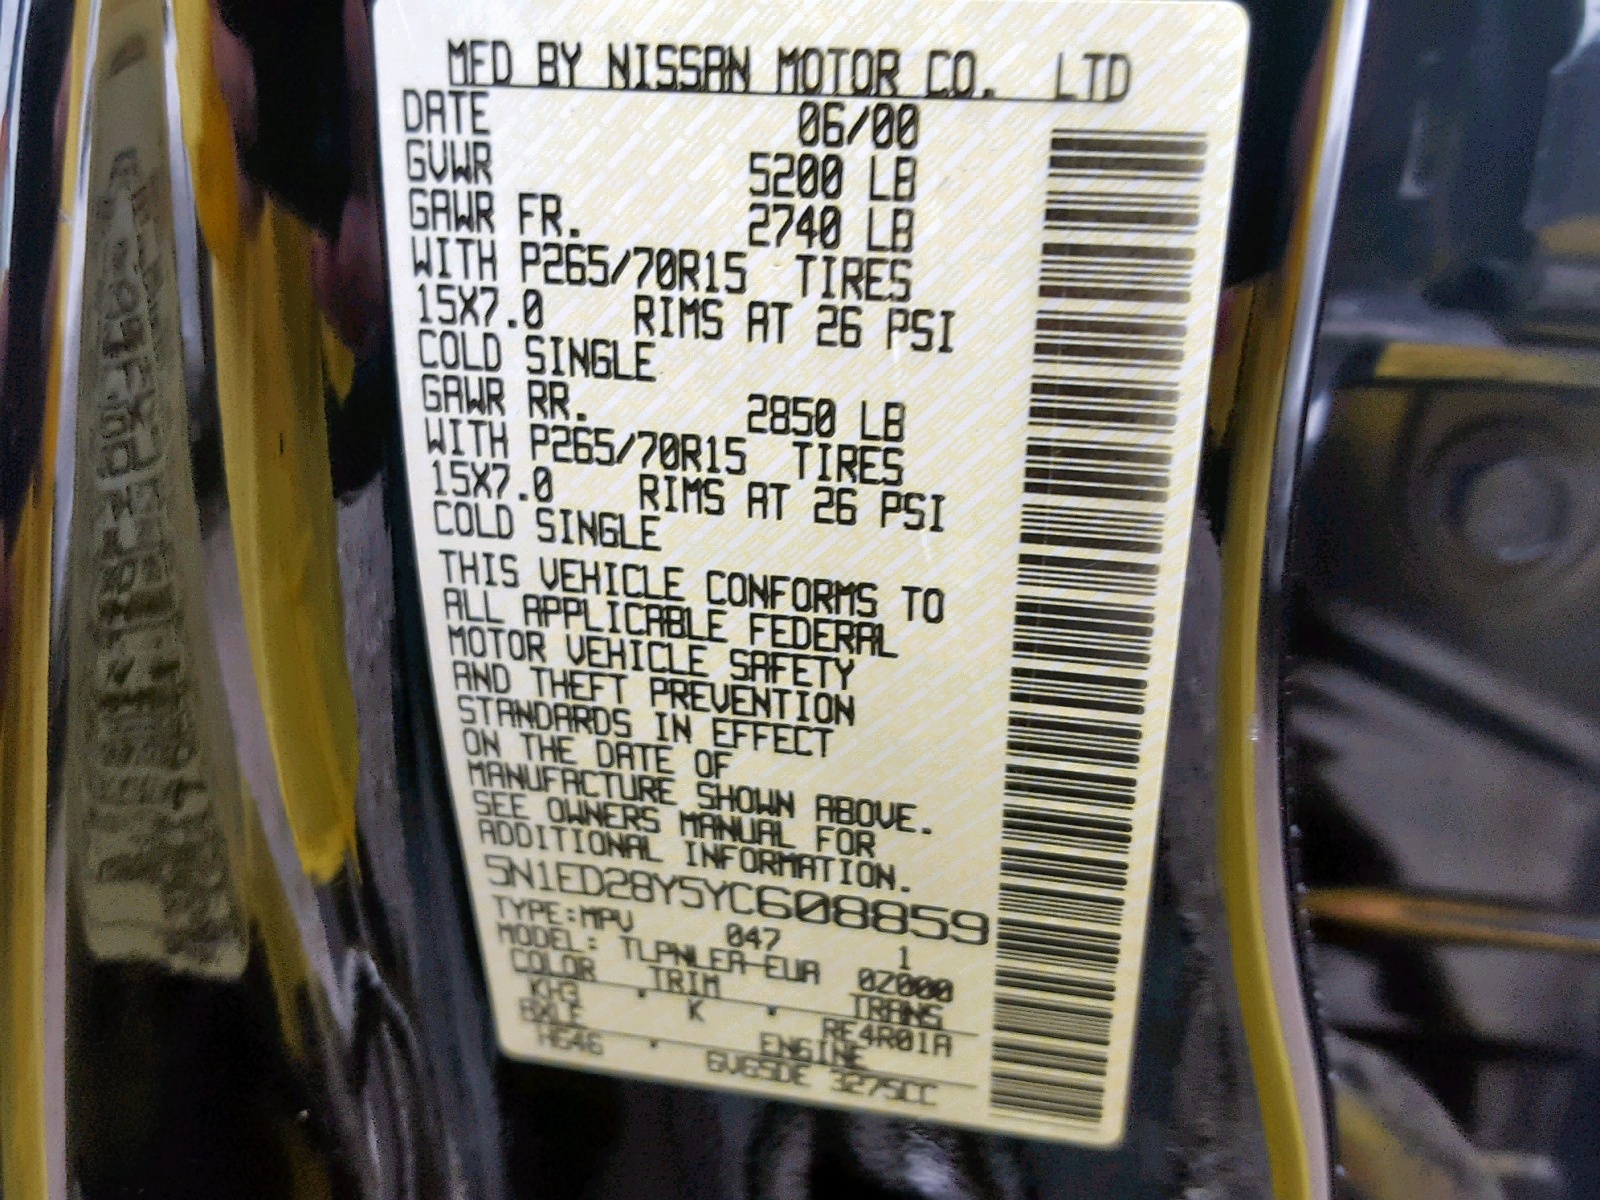 MFD BY NISSAN MOTOR CO. LTD
DATE 06/00
GVWR 5200 LB
GAWR FR. 2740 LB
WITH P265/70R15 TIRES
15X7.0 RIMS AT 26 PSI
COLD SINGLE
GAWR RR. 2850 LB
WITH P265/70R15 TIRES
15X7.0 RIMS AT 26 PSI
COLD SINGLE
THIS VEHICLE CONFORMS TO
ALL APPLICABLE FEDERAL
MOTOR VEHICLE SAFETY
AND THEFT PREVENTION
STANDARDS IN EFFECT
ON THE DATE OF
MANUFACTURE SHOWN ABOVE.
SEE OWNERS MANUAL FOR
ADDITIONAL INFORMATION.
5N1ED28Y5YC608859
TYPE:MPV 047 1
MODEL: TLPNLEA-EUA 0Z000
COLOR TRIM TRANS
KH3 K RE4R01A
AXLE ENGINE
H646 3275CC